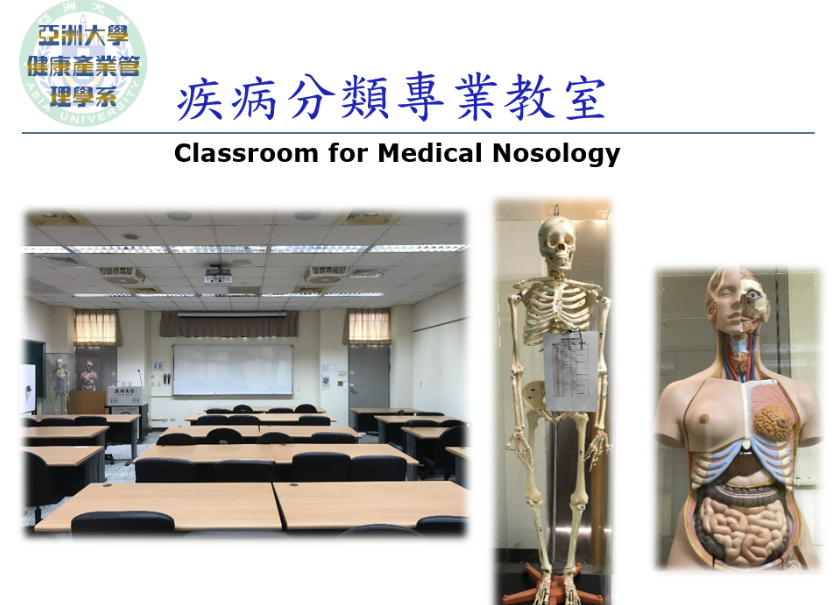 亞洲大學
健康產業管
理學系
ASIA UNIVERSITY
疾病分類專業教室
Classroom for Medical Nosology